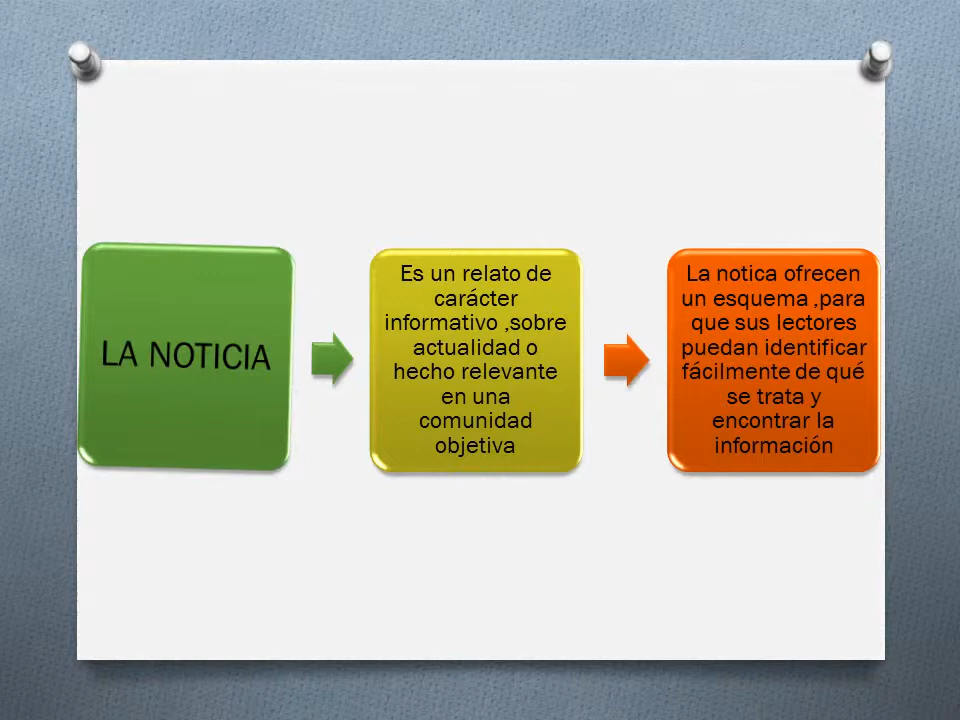 LA NOTICIA
Es un relato de
carácter
informativo ,sobre
actualidad o
hecho relevante
en una
comunidad
objetiva
La notica ofrecen
un esquema ,para
que sus lectores
puedan identificar
fácilmente de qué
se trata y
encontrar la
información